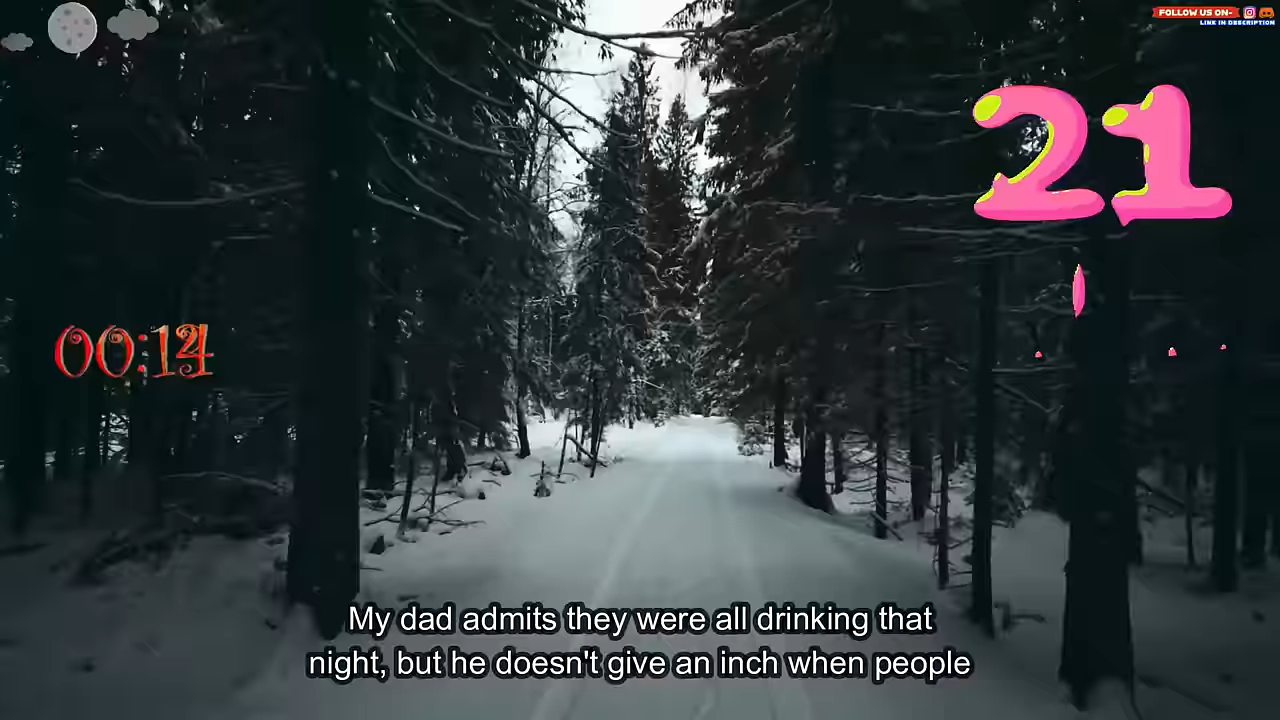 FOLLOW US ON-
LINK IN DESCRIPTION
21
00:14
My dad admits they were all drinking that
night, but he doesn't give an inch when people